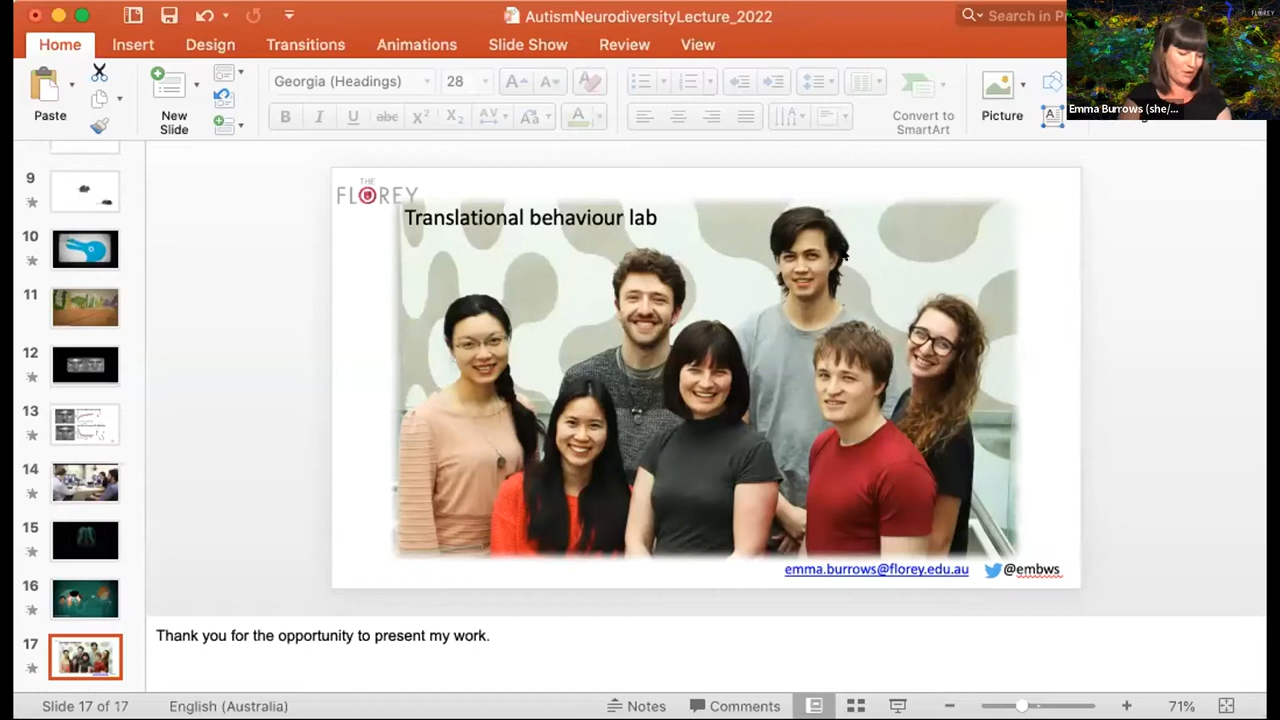 AutismNeurodiversityLecture_2022
Search in Pr
Home Insert Design Transitions Animations Slide Show Review View
Georgia (Headings) 28
Paste
New
Slide
Convert to
SmartArt
Picture
Emma Burrows (she/...
FLOREY
9
10
11
12
13
14
15
16
17
THE
FLOREY
Translational behaviour lab
emma.burrows@florey.edu.au @embws
Thank you for the opportunity to present my work.
Slide 17 of 17 English (Australia) Notes Comments 71%